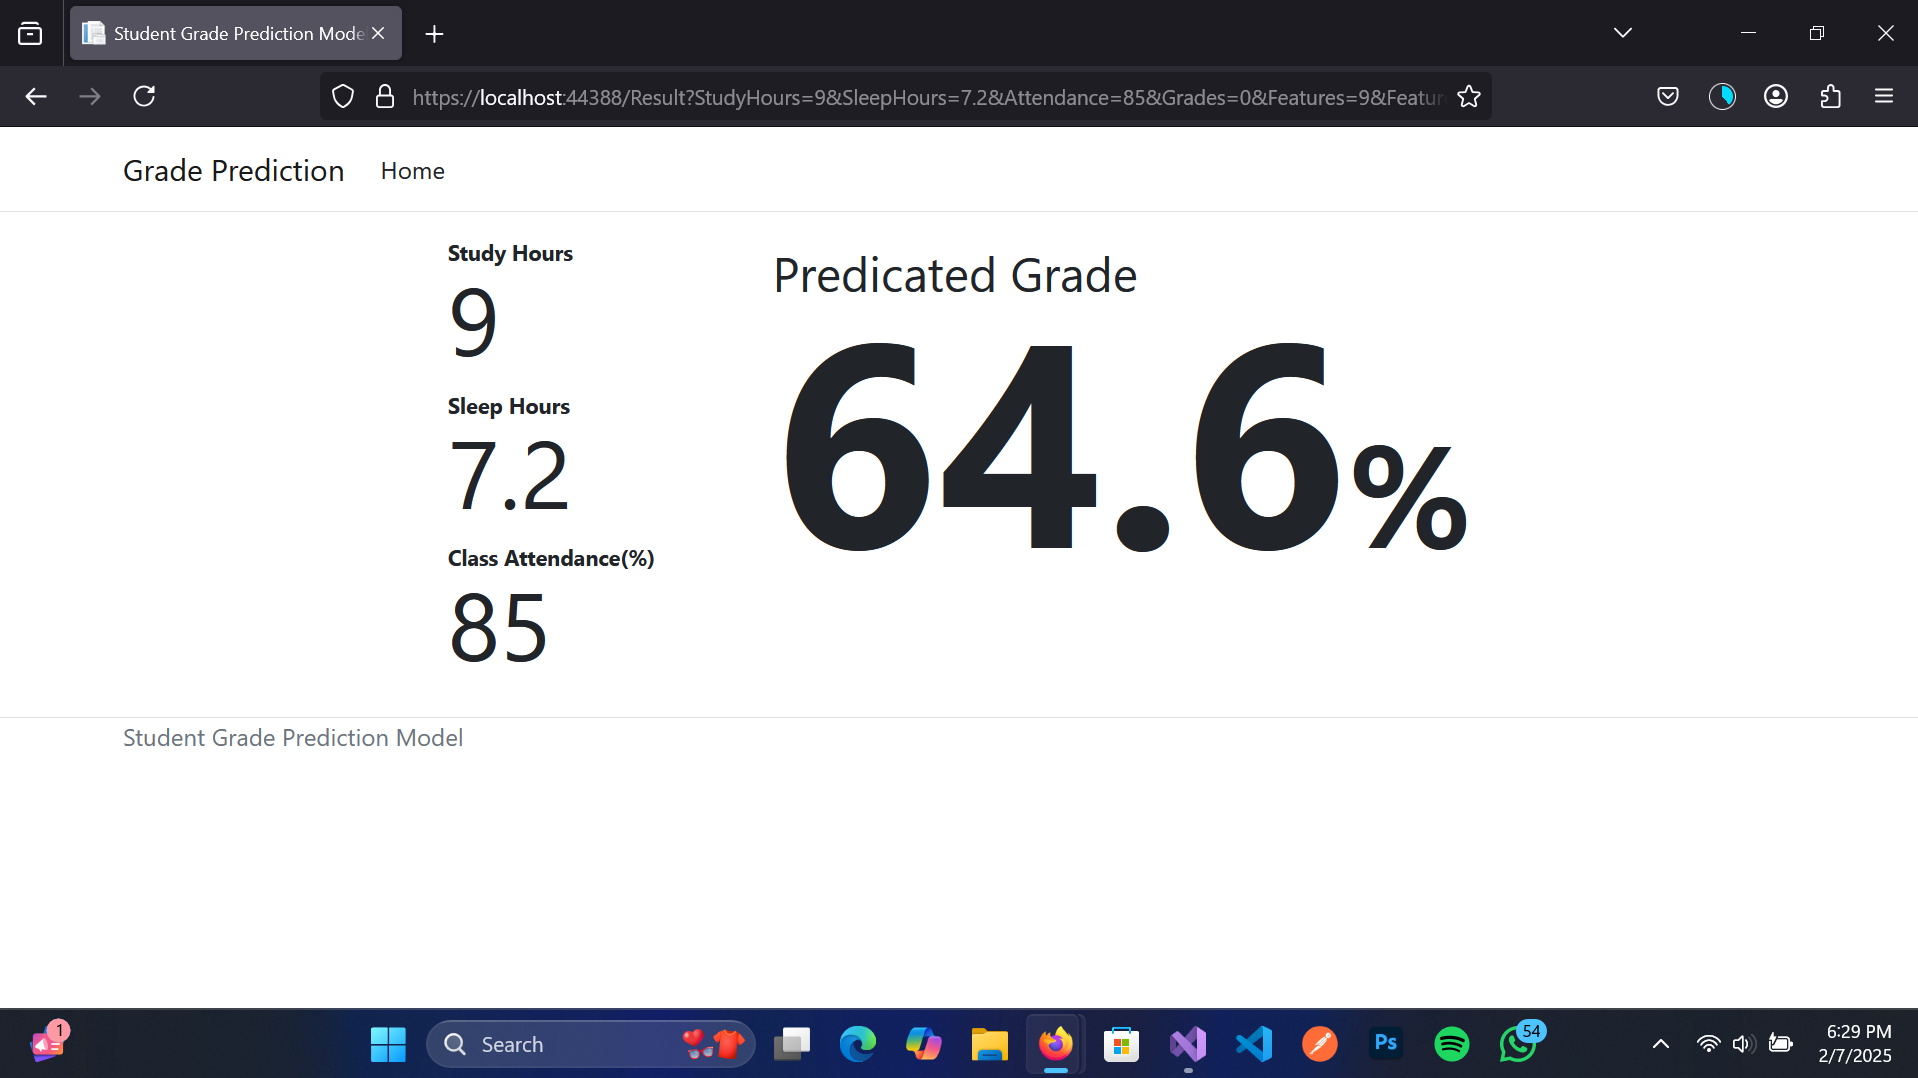 Student Grade Prediction Mode
https://localhost:44388/Result?StudyHours=9&SleepHours=7.2&Attendance=85&Grades=0&Features=9&Featur
Grade Prediction
Home
Study Hours
9
Sleep Hours
7.2
Class Attendance(%)
85
Predicated Grade
64.6%
Student Grade Prediction Model
1
Search
Ps
54
6:29 PM
2/7/2025